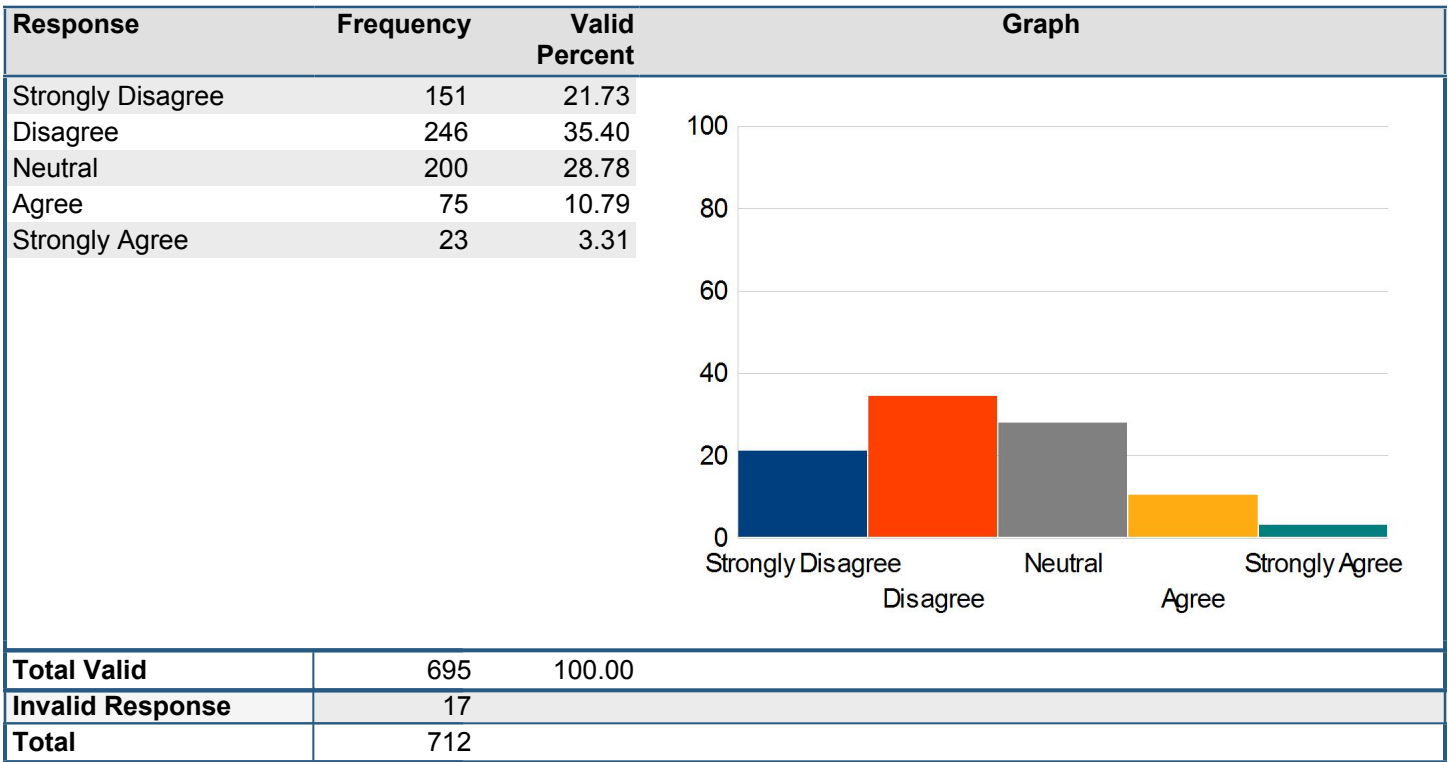 Response Frequency Valid Percent Graph
Strongly Disagree 151 21.73
Disagree 246 35.40
Neutral 200 28.78
Agree 75 10.79
Strongly Agree 23 3.31
100
80
60
40
20
0
Strongly Disagree Neutral Strongly Agree
Disagree Agree
Total Valid 695 100.00
Invalid Response 17
Total 712